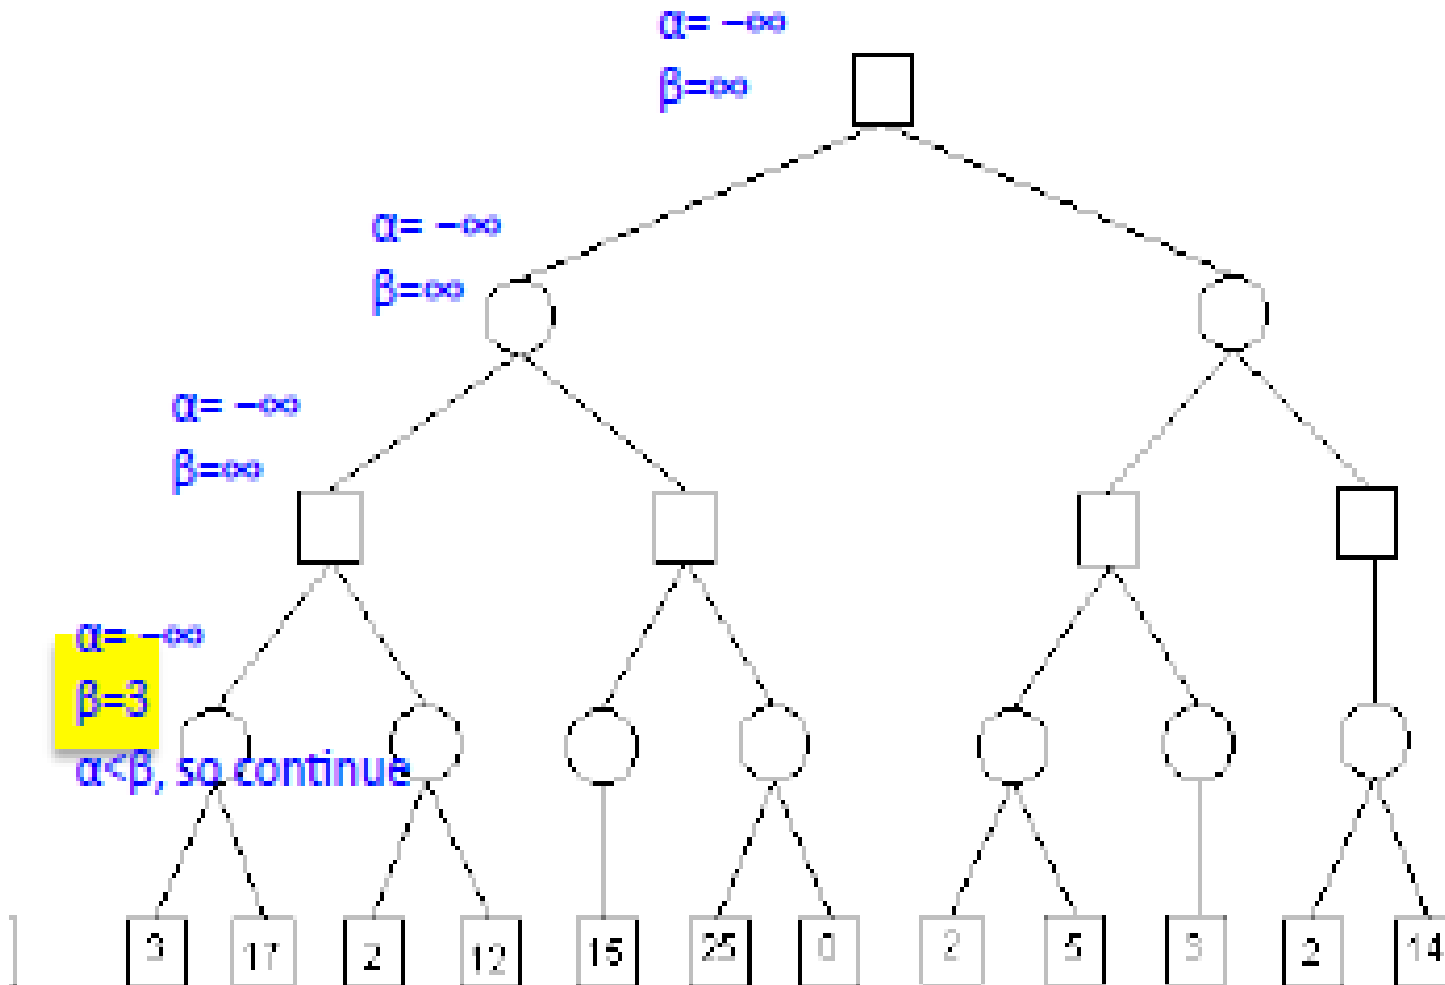 α= −∞
β=∞
α= −∞
β=∞
α= −∞
β=∞
α= −∞
β=3
α<β, so continue
3 17 2 12 15 25 0 2 5 3 2 14